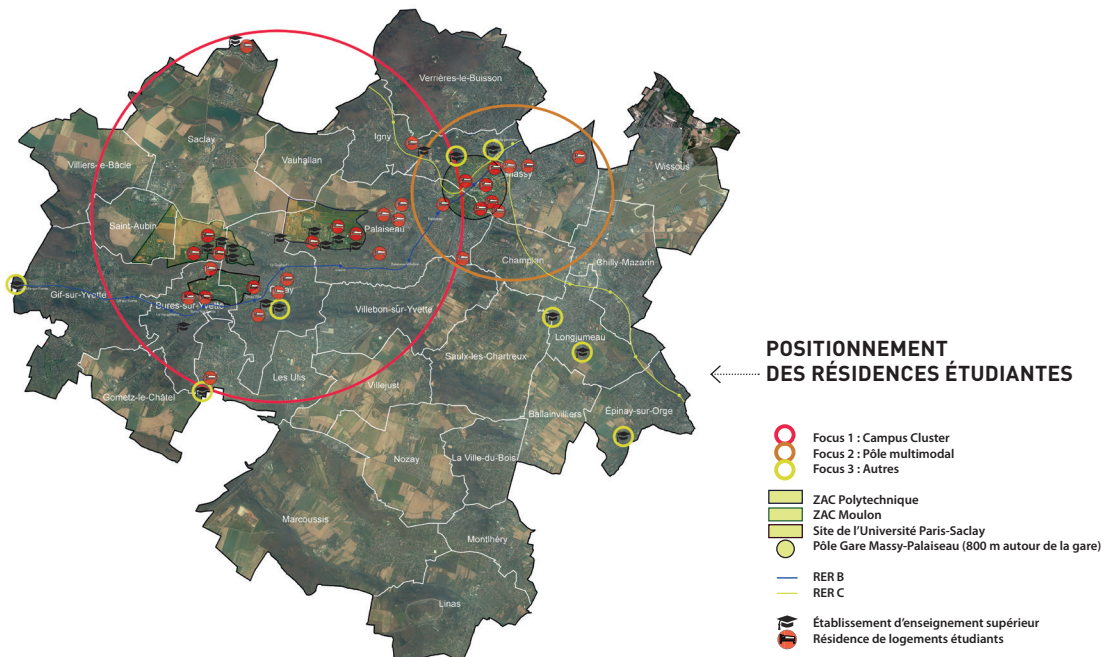 Verrières-le-Buisson
Igny
Saclay
Wissous
Vauhallan
Villiers-le-Bâcle
Massy
Saint-Aubin
Palaiseau
Champlan
Chilly-Mazarin
Gif-sur-Yvette
Orsay
Bures-sur-Yvette
Villebon-sur-Yvette
Longjumeau
Saulx-les-Chartreux
Les Ulis
Villejust
Gometz-le-Châtel
Ballainvilliers
Épinay-sur-Orge
Nozay
La Ville-du-Bois
Marcoussis
Montlhéry
Linas
POSITIONNEMENT
DES RÉSIDENCES ÉTUDIANTES
Focus 1 : Campus Cluster
Focus 2 : Pôle multimodal
Focus 3 : Autres
ZAC Polytechnique
ZAC Moulon
Site de l'Université Paris-Saclay
Pôle Gare Massy-Palaiseau (800 m autour de la gare)
RER B
RER C
Établissement d'enseignement supérieur
Résidence de logements étudiants